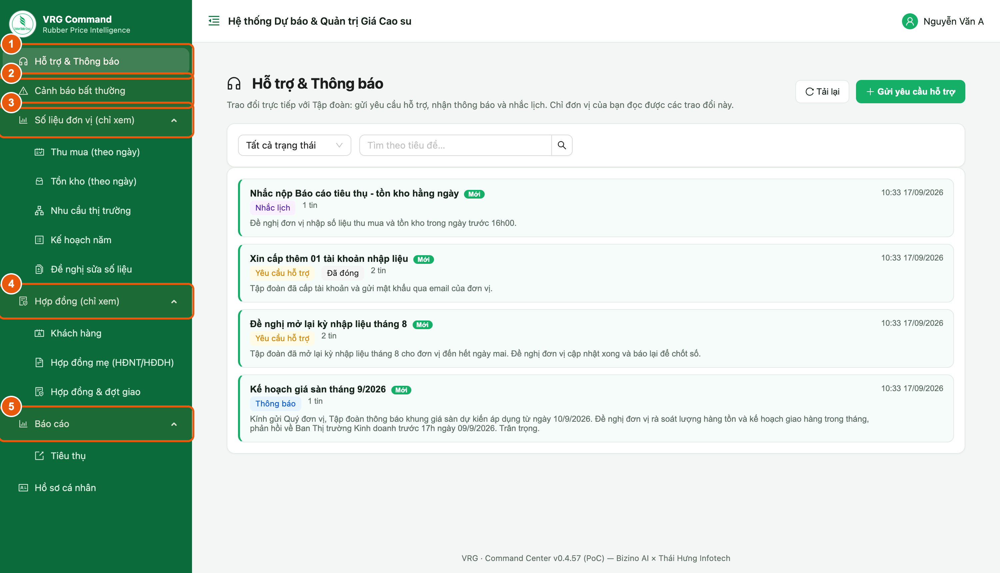 VRG Command
Rubber Price Intelligence
Vietnam Rubber Group
1
Hỗ trợ & Thông báo
2
Cảnh báo bất thường
3
Số liệu đơn vị (chỉ xem)
Thu mua (theo ngày)
Tồn kho (theo ngày)
Nhu cầu thị trường
Kế hoạch năm
Đề nghị sửa số liệu
4
Hợp đồng (chỉ xem)
Khách hàng
Hợp đồng mẹ (HĐNT/HĐDH)
Hợp đồng & đợt giao
5
Báo cáo
Tiêu thụ
Hồ sơ cá nhân
Hệ thống Dự báo & Quản trị Giá Cao su
Nguyễn Văn A
Hỗ trợ & Thông báo
Trao đổi trực tiếp với Tập đoàn: gửi yêu cầu hỗ trợ, nhận thông báo và nhắc lịch. Chỉ đơn vị của bạn đọc được các trao đổi này.
Tải lại
Gửi yêu cầu hỗ trợ
Tất cả trạng thái
Tìm theo tiêu đề...
Nhắc nộp Báo cáo tiêu thụ - tồn kho hằng ngày Mới
10:33 17/09/2026
Nhắc lịch 1 tin
Đề nghị đơn vị nhập số liệu thu mua và tồn kho trong ngày trước 16h00.
Xin cấp thêm 01 tài khoản nhập liệu Mới
10:33 17/09/2026
Yêu cầu hỗ trợ Đã đóng 2 tin
Tập đoàn đã cấp tài khoản và gửi mật khẩu qua email của đơn vị.
Đề nghị mở lại kỳ nhập liệu tháng 8 Mới
10:33 17/09/2026
Yêu cầu hỗ trợ 2 tin
Tập đoàn đã mở lại kỳ nhập liệu tháng 8 cho đơn vị đến hết ngày mai. Đề nghị đơn vị cập nhật xong và báo lại để chốt số.
Kế hoạch giá sàn tháng 9/2026 Mới
10:33 17/09/2026
Thông báo 1 tin
Kính gửi Quý đơn vị, Tập đoàn thông báo khung giá sàn dự kiến áp dụng từ ngày 10/9/2026. Đề nghị đơn vị rà soát lượng hàng tồn và kế hoạch giao hàng trong tháng,
phản hồi về Ban Thị trường Kinh doanh trước 17h ngày 09/9/2026. Trân trọng.
VRG · Command Center v0.4.57 (PoC) — Bizino AI × Thái Hưng Infotech